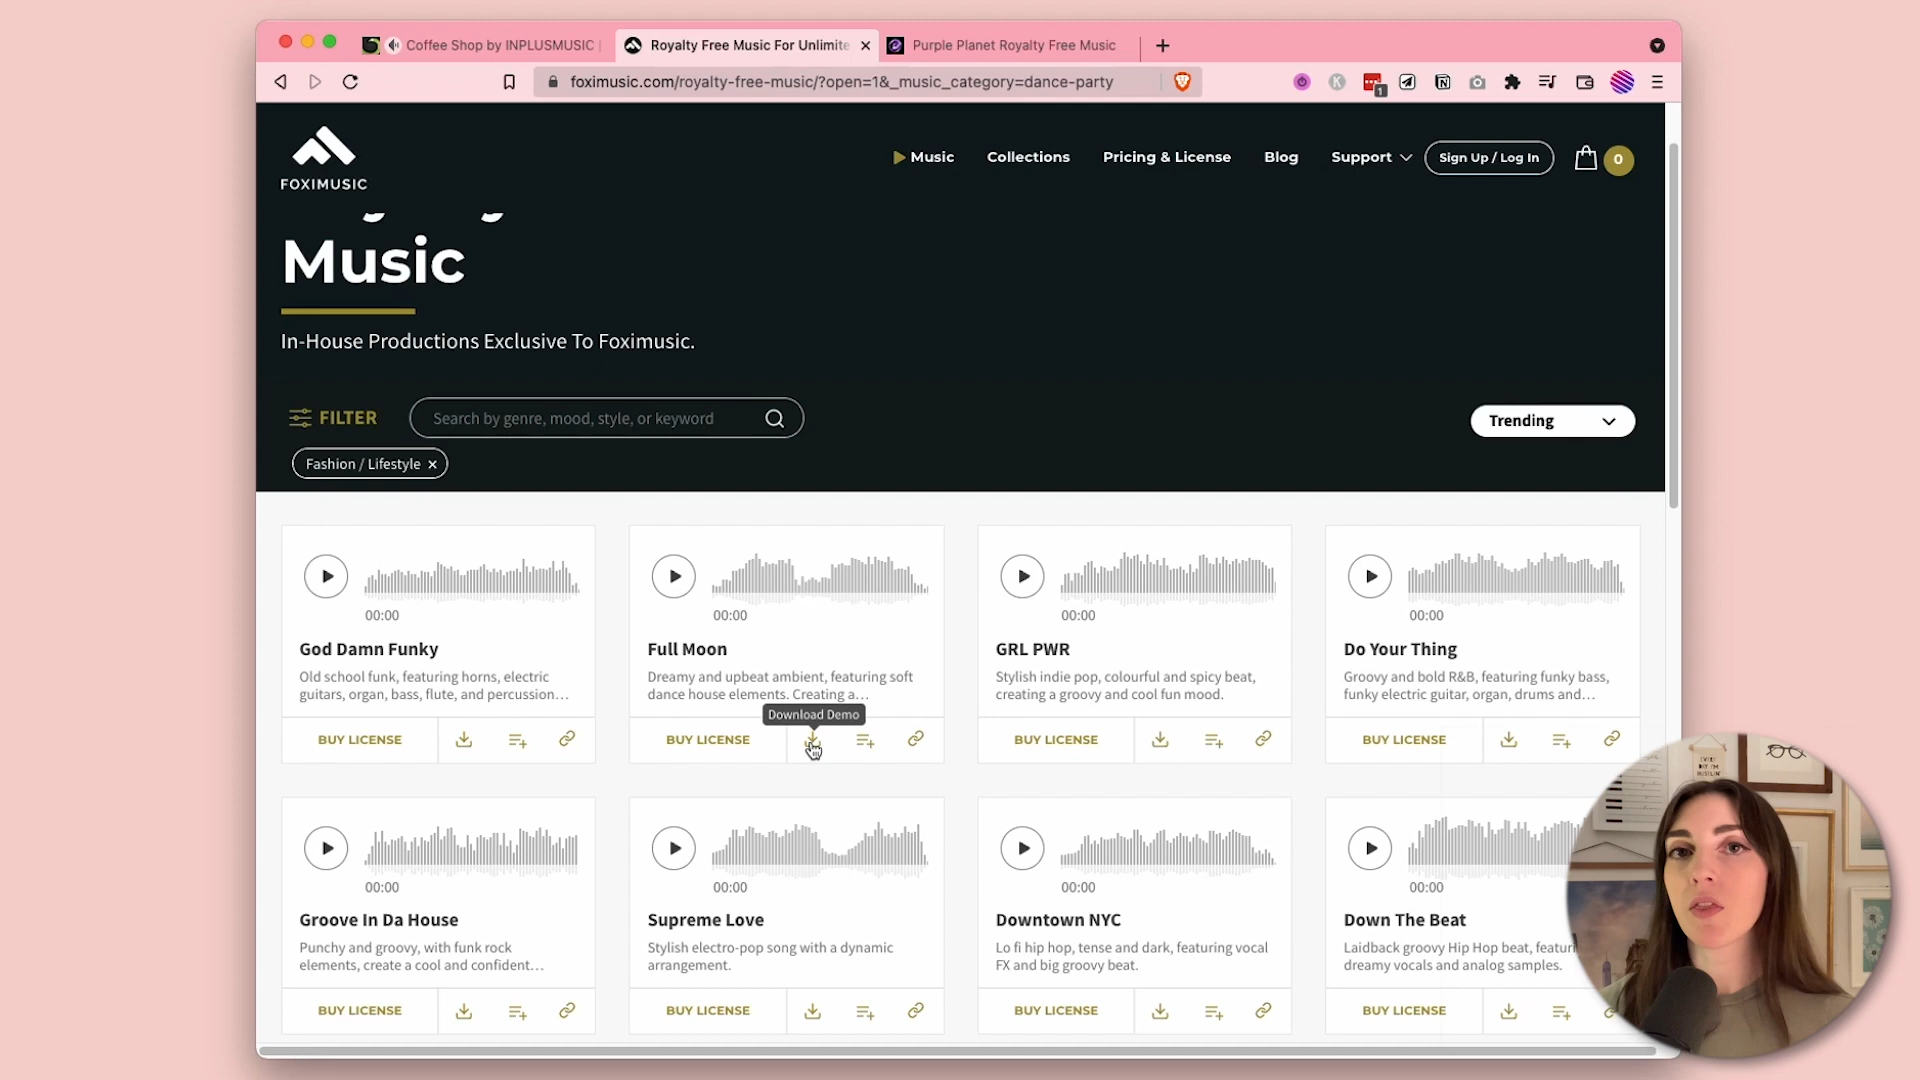 Coffee Shop by INPLUSMUSIC
Royalty Free Music For Unlimite
Purple Planet Royalty Free Music
foximusic.com/royalty-free-music/?open=1&_music_category=dance-party
K
1
FOXIMUSIC
Music
Collections
Pricing & License
Blog
Support
Sign Up / Log In
0
Music
In-House Productions Exclusive To Foximusic.
FILTER
Search by genre, mood, style, or keyword
Trending
Fashion / Lifestyle
00:00
God Damn Funky
Old school funk, featuring horns, electric
guitars, organ, bass, flute, and percussion...
BUY LICENSE
00:00
Full Moon
Dreamy and upbeat ambient, featuring soft
dance house elements. Creating a...
Download Demo
BUY LICENSE
00:00
GRL PWR
Stylish indie pop, colourful and spicy beat,
creating a groovy and cool fun mood.
BUY LICENSE
00:00
Do Your Thing
Groovy and bold R&B, featuring funky bass,
funky electric guitar, organ, drums and...
BUY LICENSE
00:00
Groove In Da House
Punchy and groovy, with funk rock
elements, create a cool and confident...
BUY LICENSE
00:00
Supreme Love
Stylish electro-pop song with a dynamic
arrangement.
BUY LICENSE
00:00
Downtown NYC
Lo fi hip hop, tense and dark, featuring vocal
FX and big groovy beat.
BUY LICENSE
00:00
Down The Beat
Laidback groovy Hip Hop beat, featuri
dreamy vocals and analog samples.
BUY LICENSE
EVERY
DAY I'M
HUSTLIN'